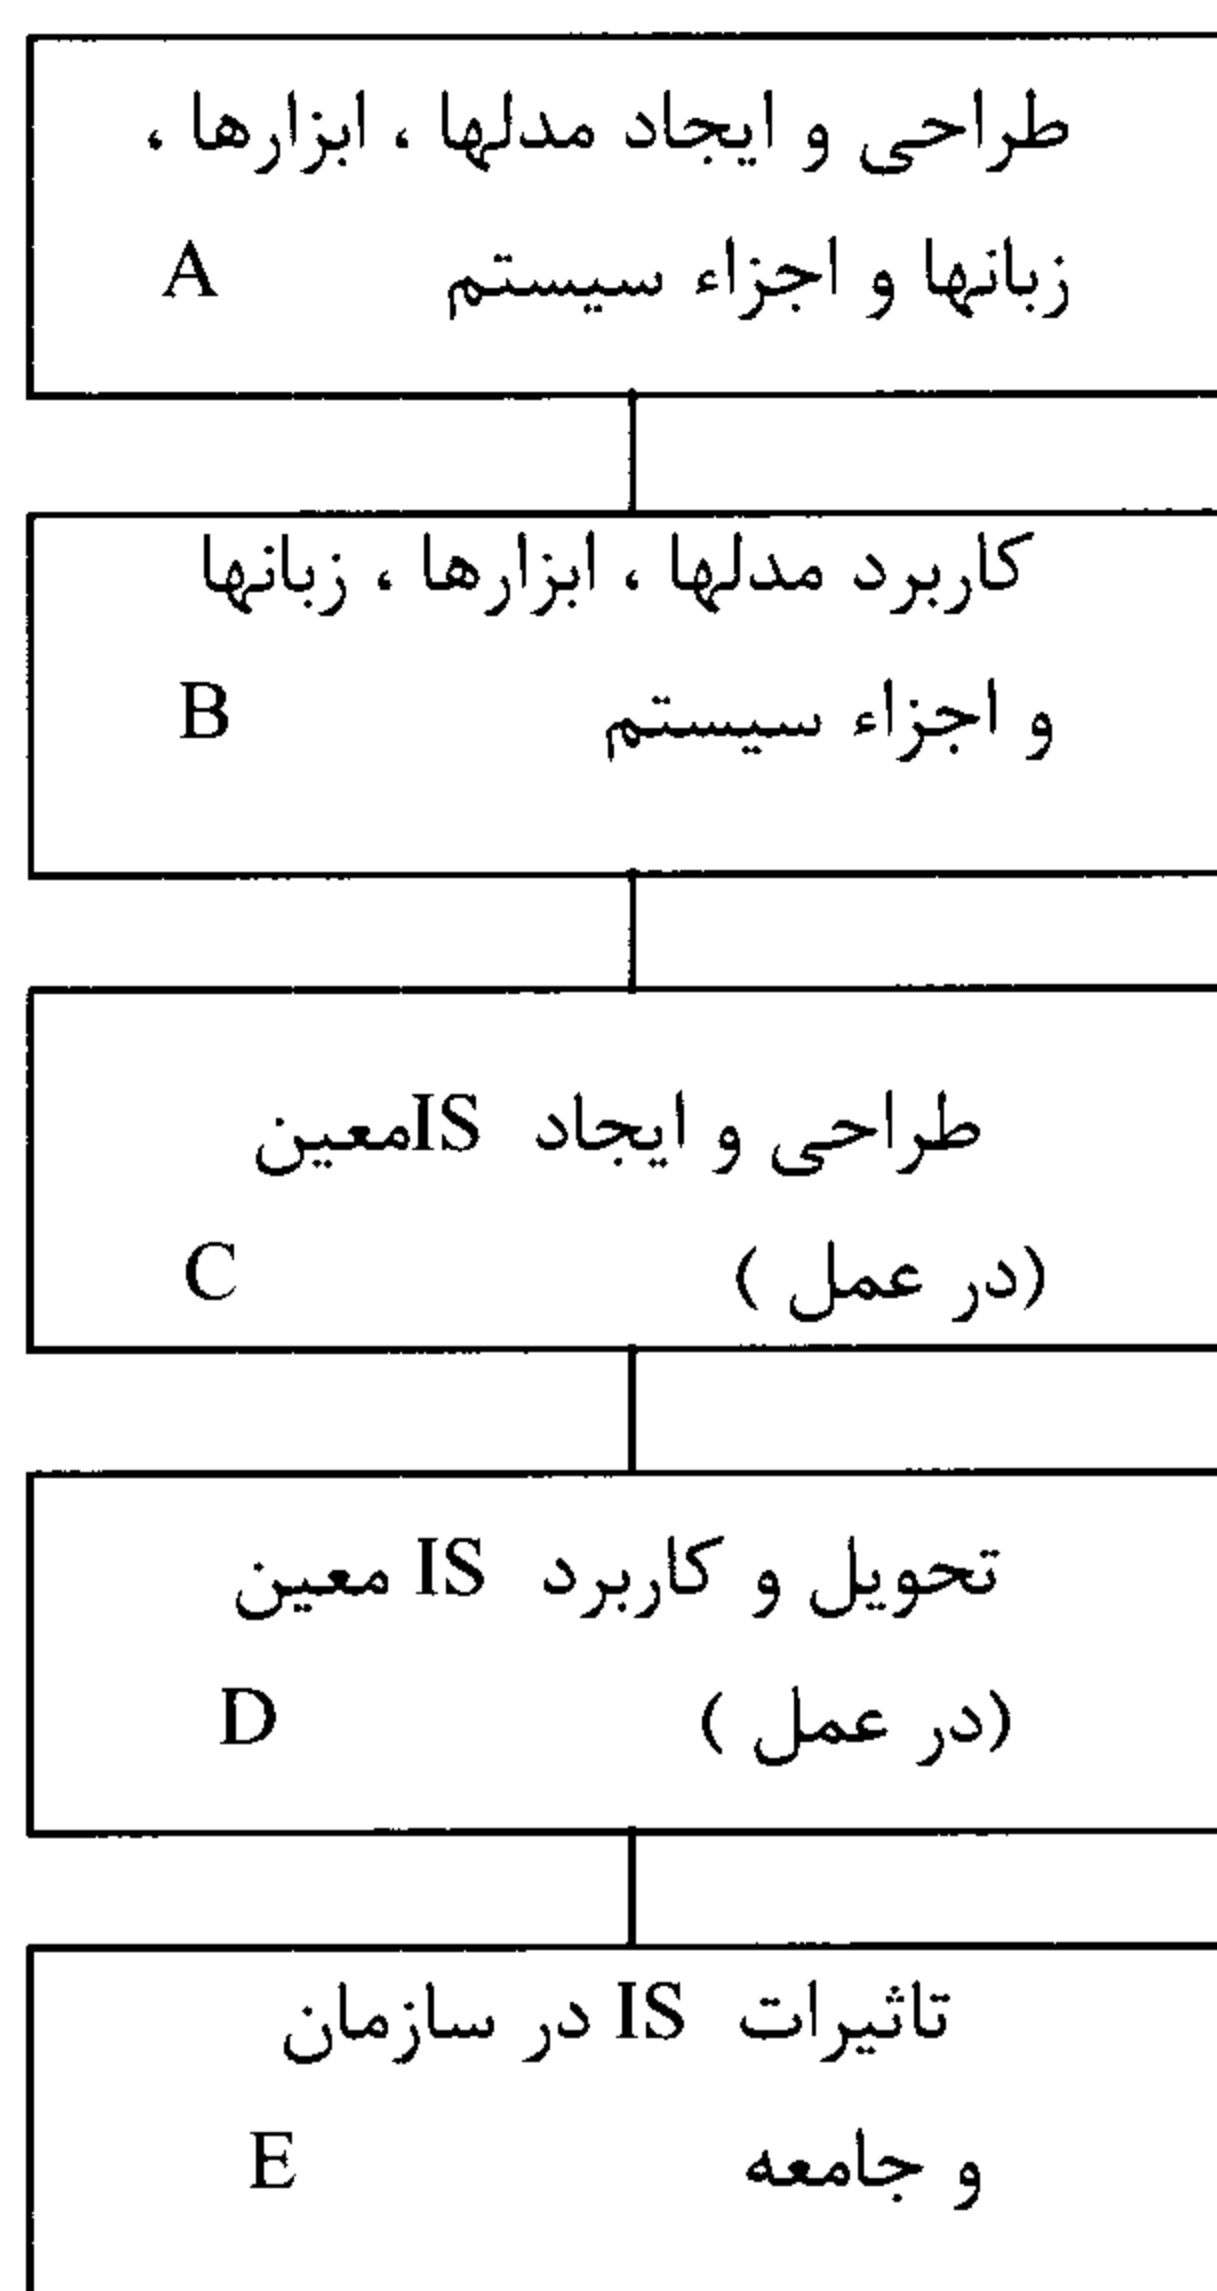 طراحی و ایجاد مدلها ، ابزارها ،
زبانها و اجزاء سیستم A
کاربرد مدلها ، ابزارها ، زبانها
و اجزاء سیستم B
طراحی و ایجاد ISمعین
(در عمل ) C
تحویل و کاربرد IS معین
(در عمل ) D
تاثیرات IS در سازمان
و جامعه E